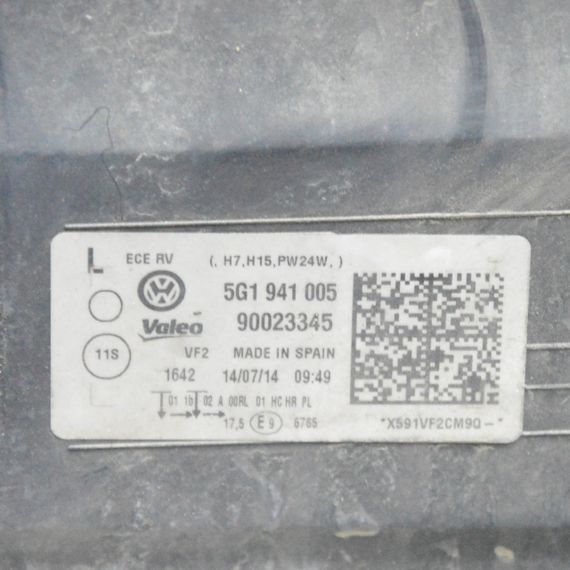 L ECE RV (, H7,H15,PW24W, )
5G1 941 005
Valeo 90023345
11S VF2 MADE IN SPAIN
1642 14/07/14 09:49
L 01 1b 02 A 00RL 01 HC HR PL
17,5 E9 6765
*X591VF2CM90-*